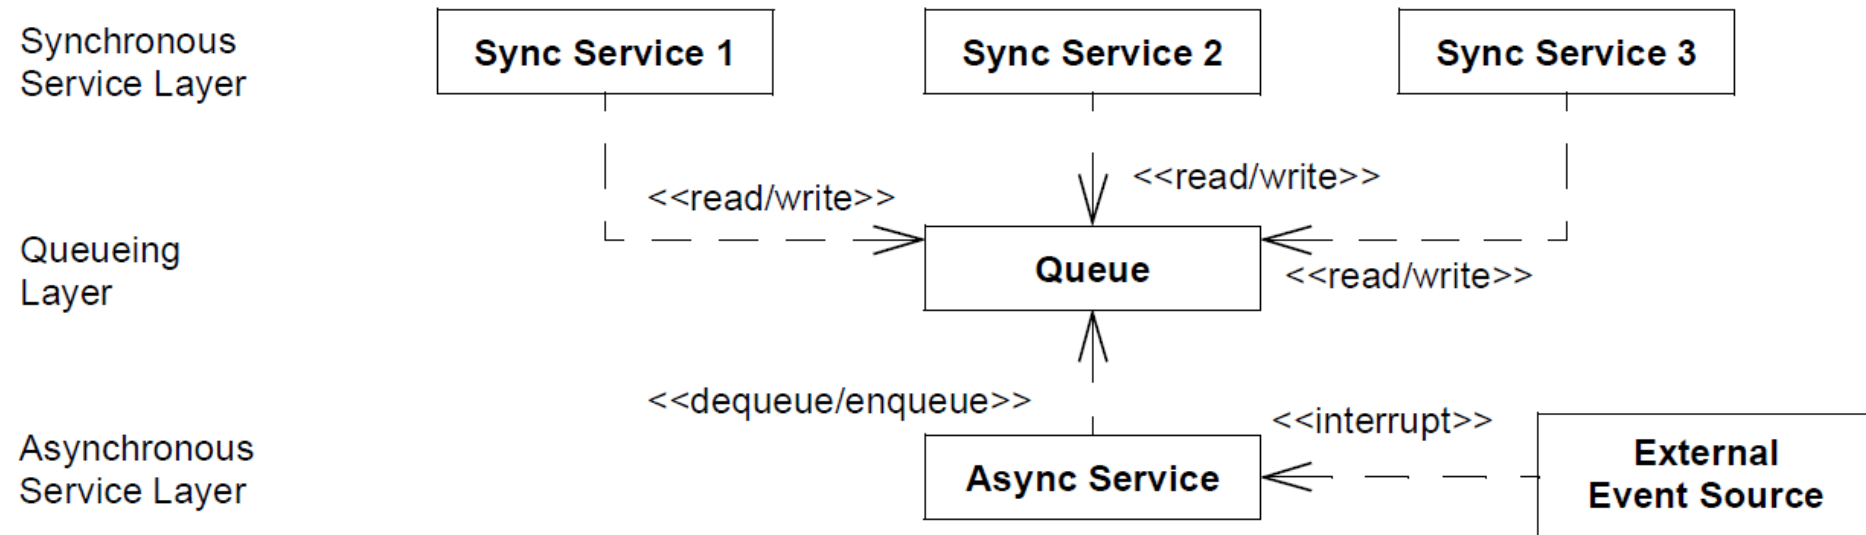 Synchronous
Service Layer
Sync Service 1
Sync Service 2
Sync Service 3
<<read/write>>
<<read/write>>
Queueing
Layer
Queue
<<read/write>>
<<dequeue/enqueue>>
<<interrupt>>
Asynchronous
Service Layer
Async Service
External
Event Source